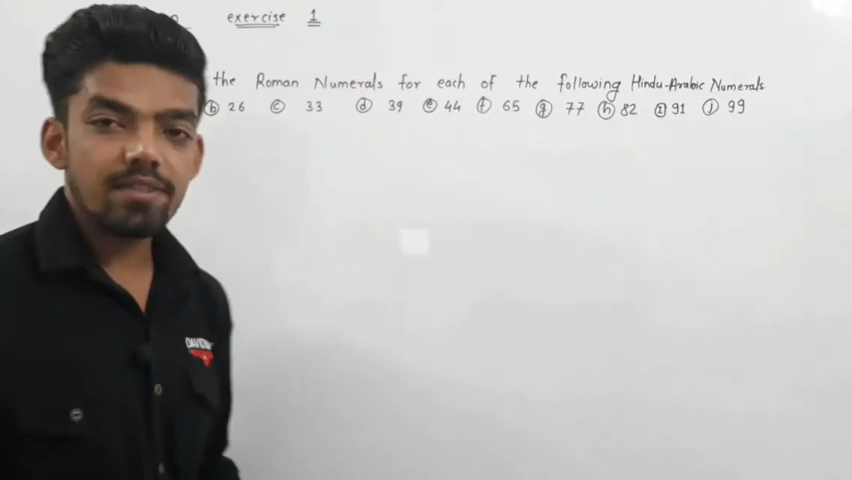 exercise 1
the Roman Numerals for each of the following Hindu-Arabic Numerals
b 26 c 33 d 39 e 44 f 65 g 77 h 82 i 91 j 99